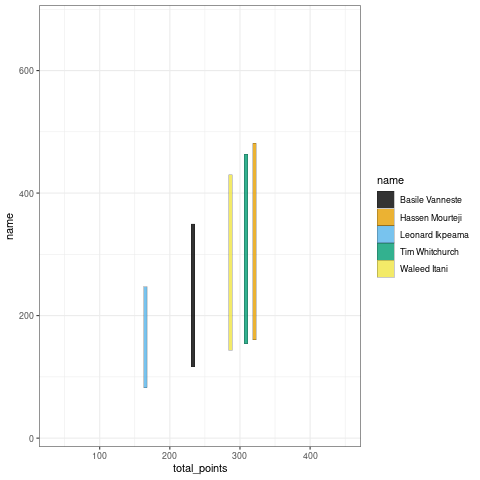 600
400
200
0
100
200
300
400
total_points
name
name
Basile Vanneste
Hassen Mourteji
Leonard Ikpeama
Tim Whitchurch
Waleed Itani